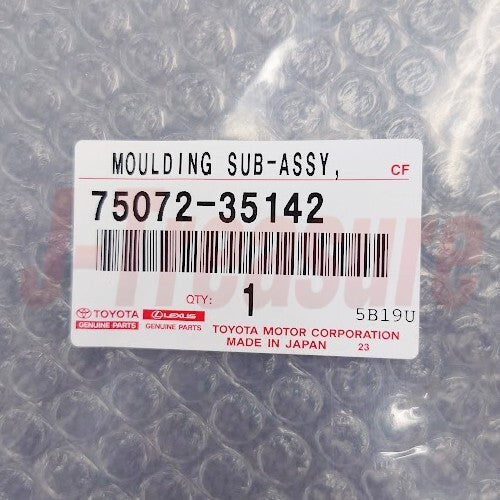 MOULDING SUB-ASSY, CF
75072-35142
QTY: 1
5B19U
TOYOTA LEXUS
GENUINE PARTS GENUINE PARTS
TOYOTA MOTOR CORPORATION
MADE IN JAPAN 23
J-Treasure